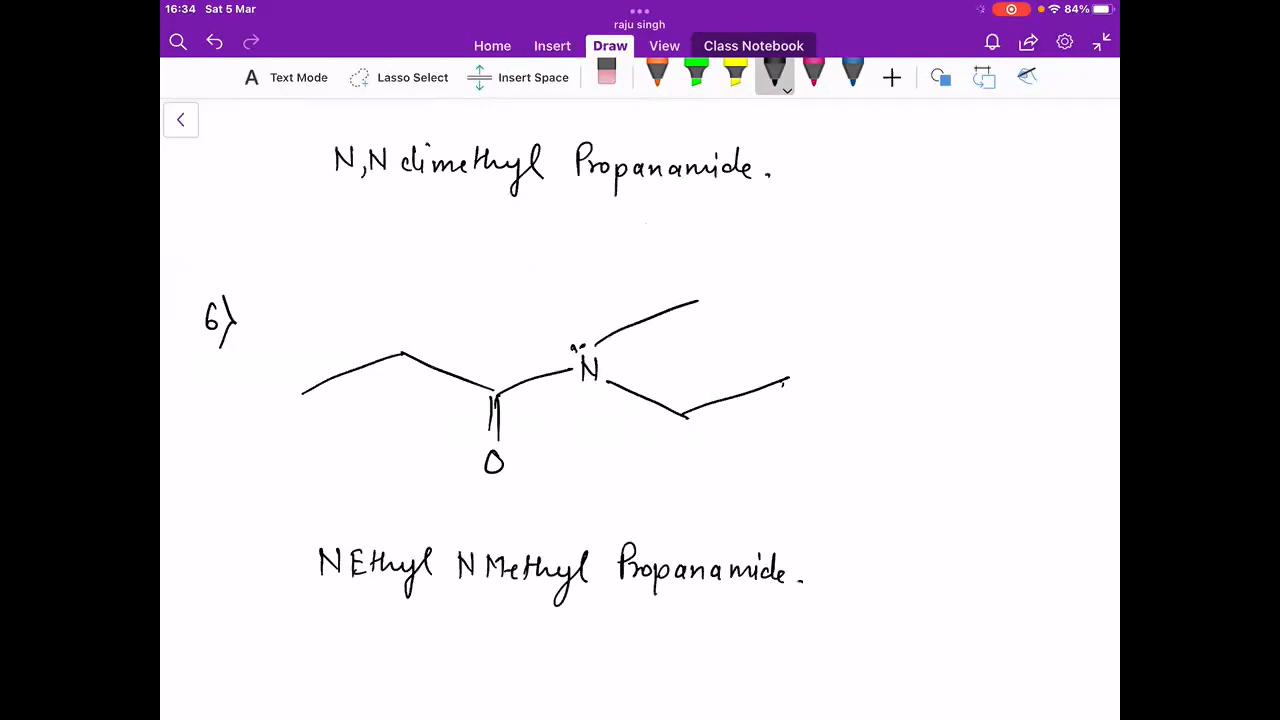 16:34 Sat 5 Mar
84%
raju singh
Home Insert Draw View Class Notebook
Text Mode Lasso Select Insert Space
N,N dimethyl Propanamide.
6)
N
O
N Ethyl N Methyl Propanamide.